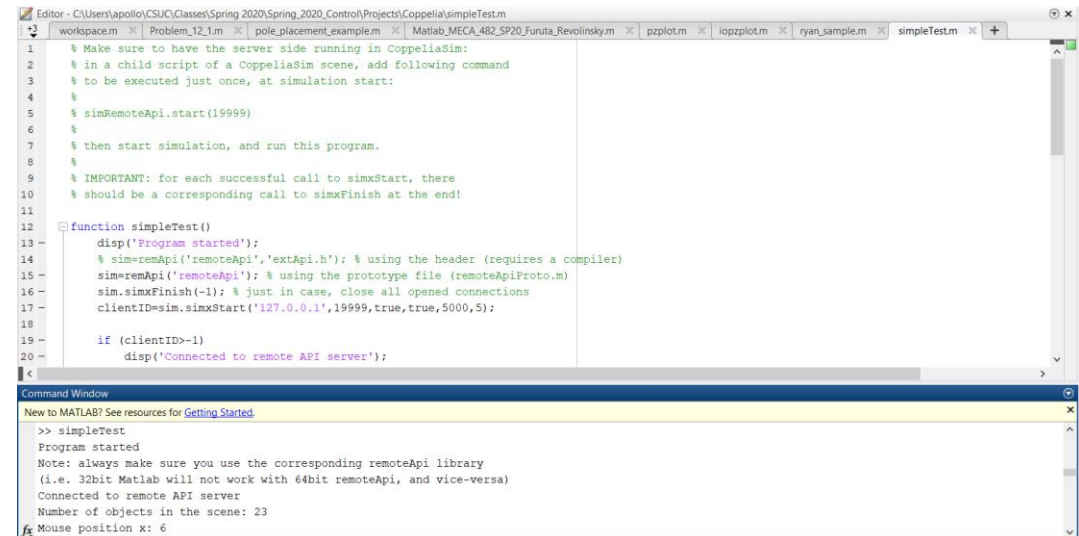 Editor - C:\Users\apollo\CSUC\Classes\Spring 2020\Spring_2020_Control\Projects\Coppelia\simpleTest.m
+3 workspace.m Problem_12_1.m pole_placement_example.m Matlab_MECA_482_SP20_Furuta_Revolinsky.m pzplot.m iopzplot.m ryan_sample.m simpleTest.m +
1 % Make sure to have the server side running in CoppeliaSim:
2 % in a child script of a CoppeliaSim scene, add following command
3 % to be executed just once, at simulation start:
4 %
5 % simRemoteApi.start(19999)
6 %
7 % then start simulation, and run this program.
8 %
9 % IMPORTANT: for each successful call to simxStart, there
10 % should be a corresponding call to simxFinish at the end!
11
12 function simpleTest()
13 - disp('Program started');
14 % sim=remApi('remoteApi','extApi.h'); % using the header (requires a compiler)
15 - sim=remApi('remoteApi'); % using the prototype file (remoteApiProto.m)
16 - sim.simxFinish(-1); % just in case, close all opened connections
17 - clientID=sim.simxStart('127.0.0.1',19999,true,true,5000,5);
18
19 - if (clientID>-1)
20 - disp('Connected to remote API server');
Command Window
New to MATLAB? See resources for Getting Started.
>> simpleTest
Program started
Note: always make sure you use the corresponding remoteApi library
(i.e. 32bit Matlab will not work with 64bit remoteApi, and vice-versa)
Connected to remote API server
Number of objects in the scene: 23
fx Mouse position x: 6